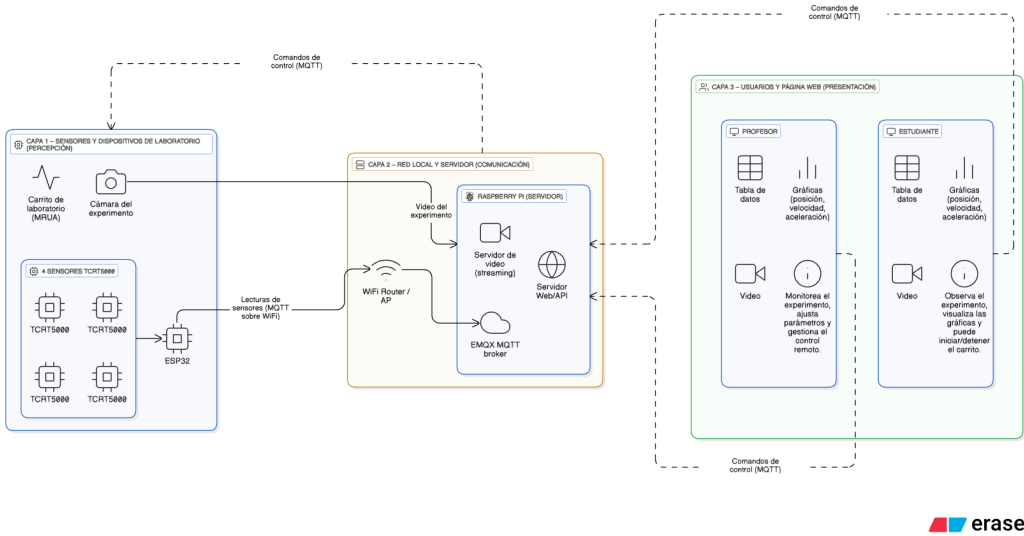 Comandos de
control (MQTT)
Comandos de
control (MQTT)
CAPA 3 – USUARIOS Y PÁGINA WEB (PRESENTACIÓN)
CAPA 1 – SENSORES Y DISPOSITIVOS DE LABORATORIO
(PERCEPCIÓN)
Carrito de
laboratorio
(MRUA)
Cámara del
experimento
4 SENSORES TCRT5000
TCRT5000
TCRT5000
TCRT5000
TCRT5000
ESP32
Lecturas de
sensores (MQTT
sobre WiFi)
CAPA 2 – RED LOCAL Y SERVIDOR (COMUNICACIÓN)
Video del
experimento
WiFi Router /
AP
RASPBERRY PI (SERVIDOR)
Servidor de
video
(streaming)
Servidor
Web/API
EMQX MQTT
broker
PROFESOR
Tabla de
datos
Gráficas
(posición,
velocidad,
aceleración)
Video
Monitorea el
experimento,
ajusta
parámetros y
gestiona el
control
remoto.
ESTUDIANTE
Tabla de
datos
Gráficas
(posición,
velocidad,
aceleración)
Video
Observa el
experimento,
visualiza las
gráficas y
puede
iniciar/detener
el carrito.
Comandos de
control (MQTT)
erase